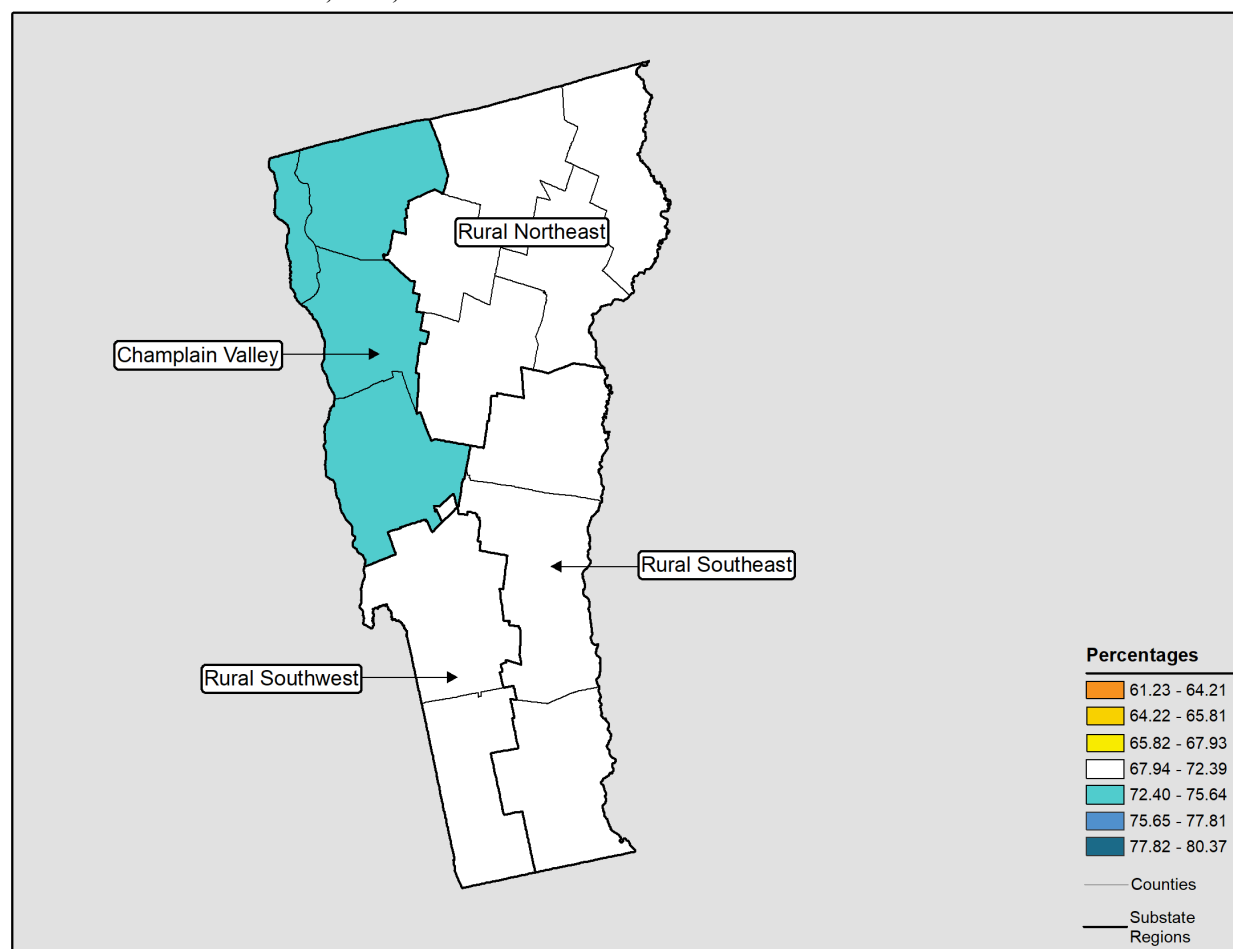 Rural Northeast
Champlain Valley
Rural Southeast
Rural Southwest
Percentages
61.23 - 64.21
64.22 - 65.81
65.82 - 67.93
67.94 - 72.39
72.40 - 75.64
75.65 - 77.81
77.82 - 80.37
Counties
Substate
Regions